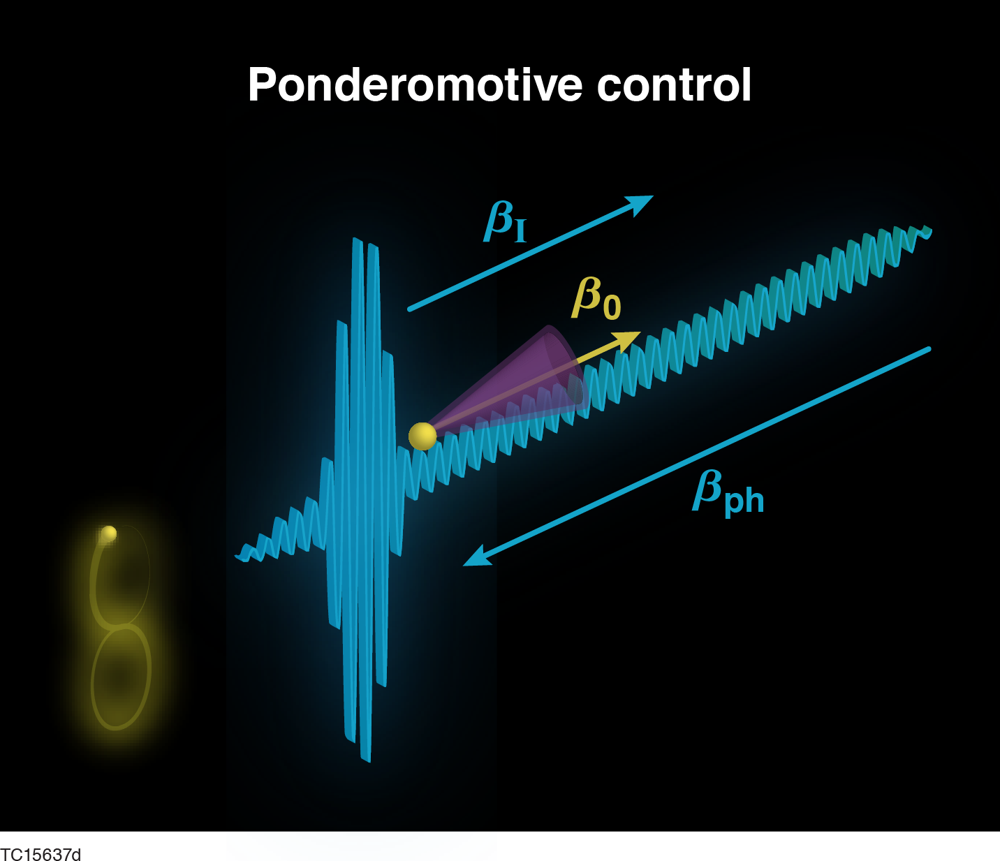 Ponderomotive control
βI
β0
βph
TC15637d